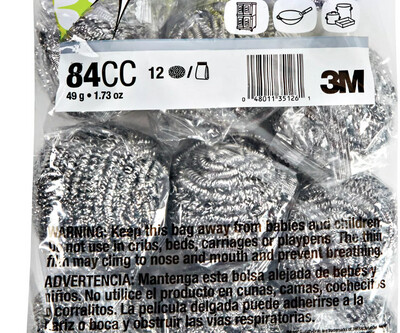 84CC 12 /
49 g • 1.73 oz
0 48011 35126 1
3M
WARNING: Keep this bag away from babies and children.
Do not use in cribs, beds, carriages or playpens. The thin
film may cling to nose and mouth and prevent breathing.
ADVERTENCIA: Mantenga esta bolsa alejada de bebés y
niños. No utilice el producto en cunas, camas, cochecitos
o corralitos. La película delgada puede adherirse a la
nariz o boca y obstruir las vías respiratorias.